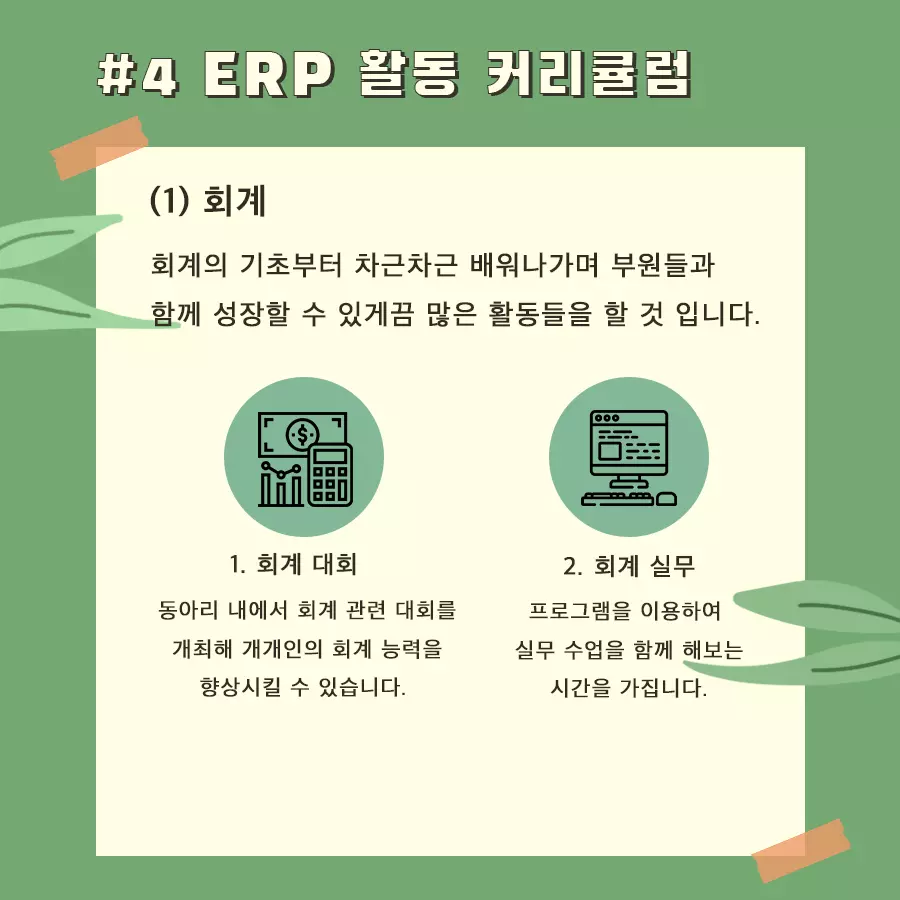 #4 ERP 활동 커리큘럼
(1) 회계
회계의 기초부터 차근차근 배워나가며 부원들과
함께 성장할 수 있게끔 많은 활동들을 할 것 입니다.
1. 회계 대회
동아리 내에서 회계 관련 대회를
개최해 개개인의 회계 능력을
향상시킬 수 있습니다.
2. 회계 실무
프로그램을 이용하여
실무 수업을 함께 해보는
시간을 가집니다.